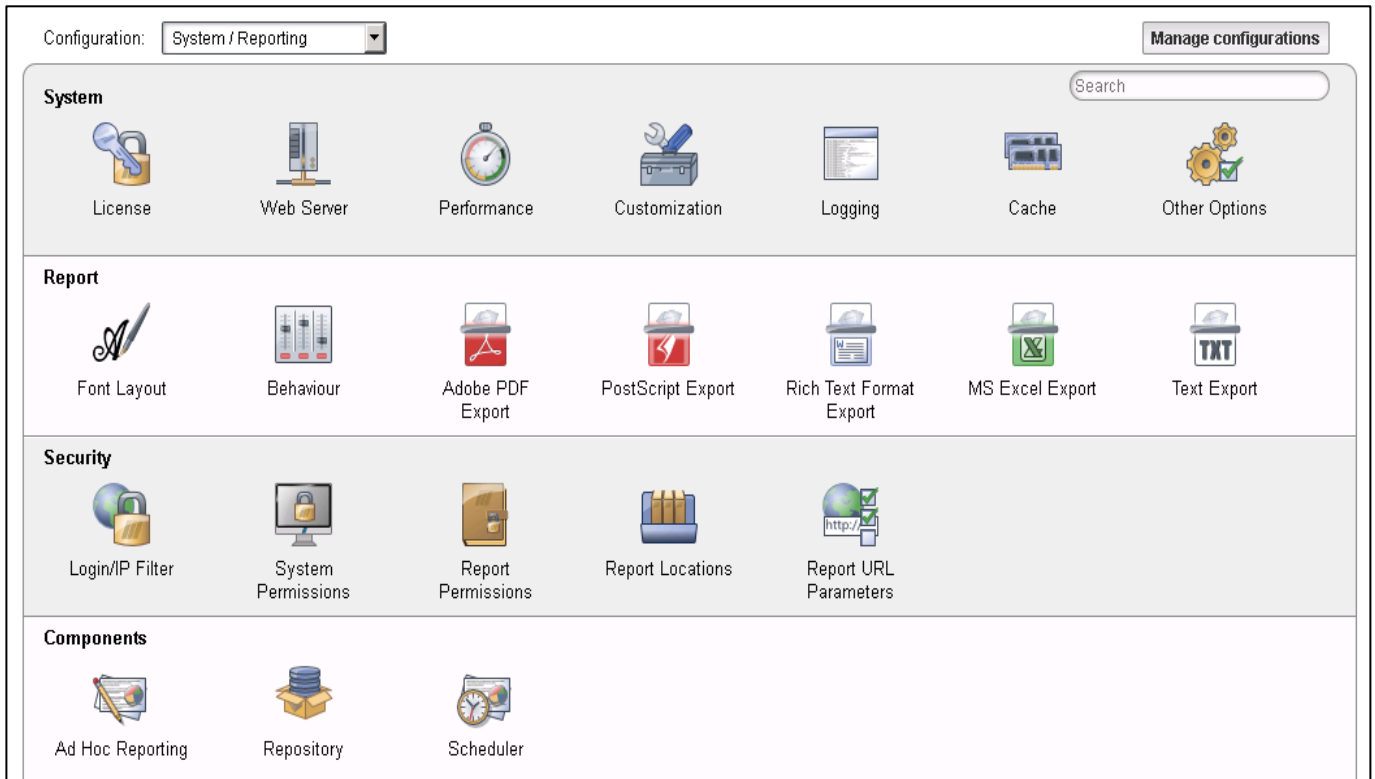 Configuration: System / Reporting Manage configurations
Search
System
License Web Server Performance Customization Logging Cache Other Options
Report
TXT
Font Layout Behaviour Adobe PDF Export PostScript Export Rich Text Format Export MS Excel Export Text Export
Security
http://
Login/IP Filter System Permissions Report Permissions Report Locations Report URL Parameters
Components
Ad Hoc Reporting Repository Scheduler